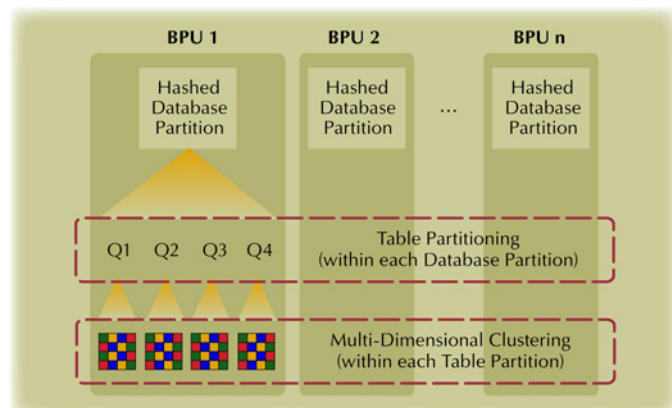 BPU 1
BPU 2
BPU n
Hashed
Database
Partition
Hashed
Database
Partition
...
Hashed
Database
Partition
Q1 Q2 Q3 Q4
Table Partitioning
(within each Database Partition)
Multi-Dimensional Clustering
(within each Table Partition)